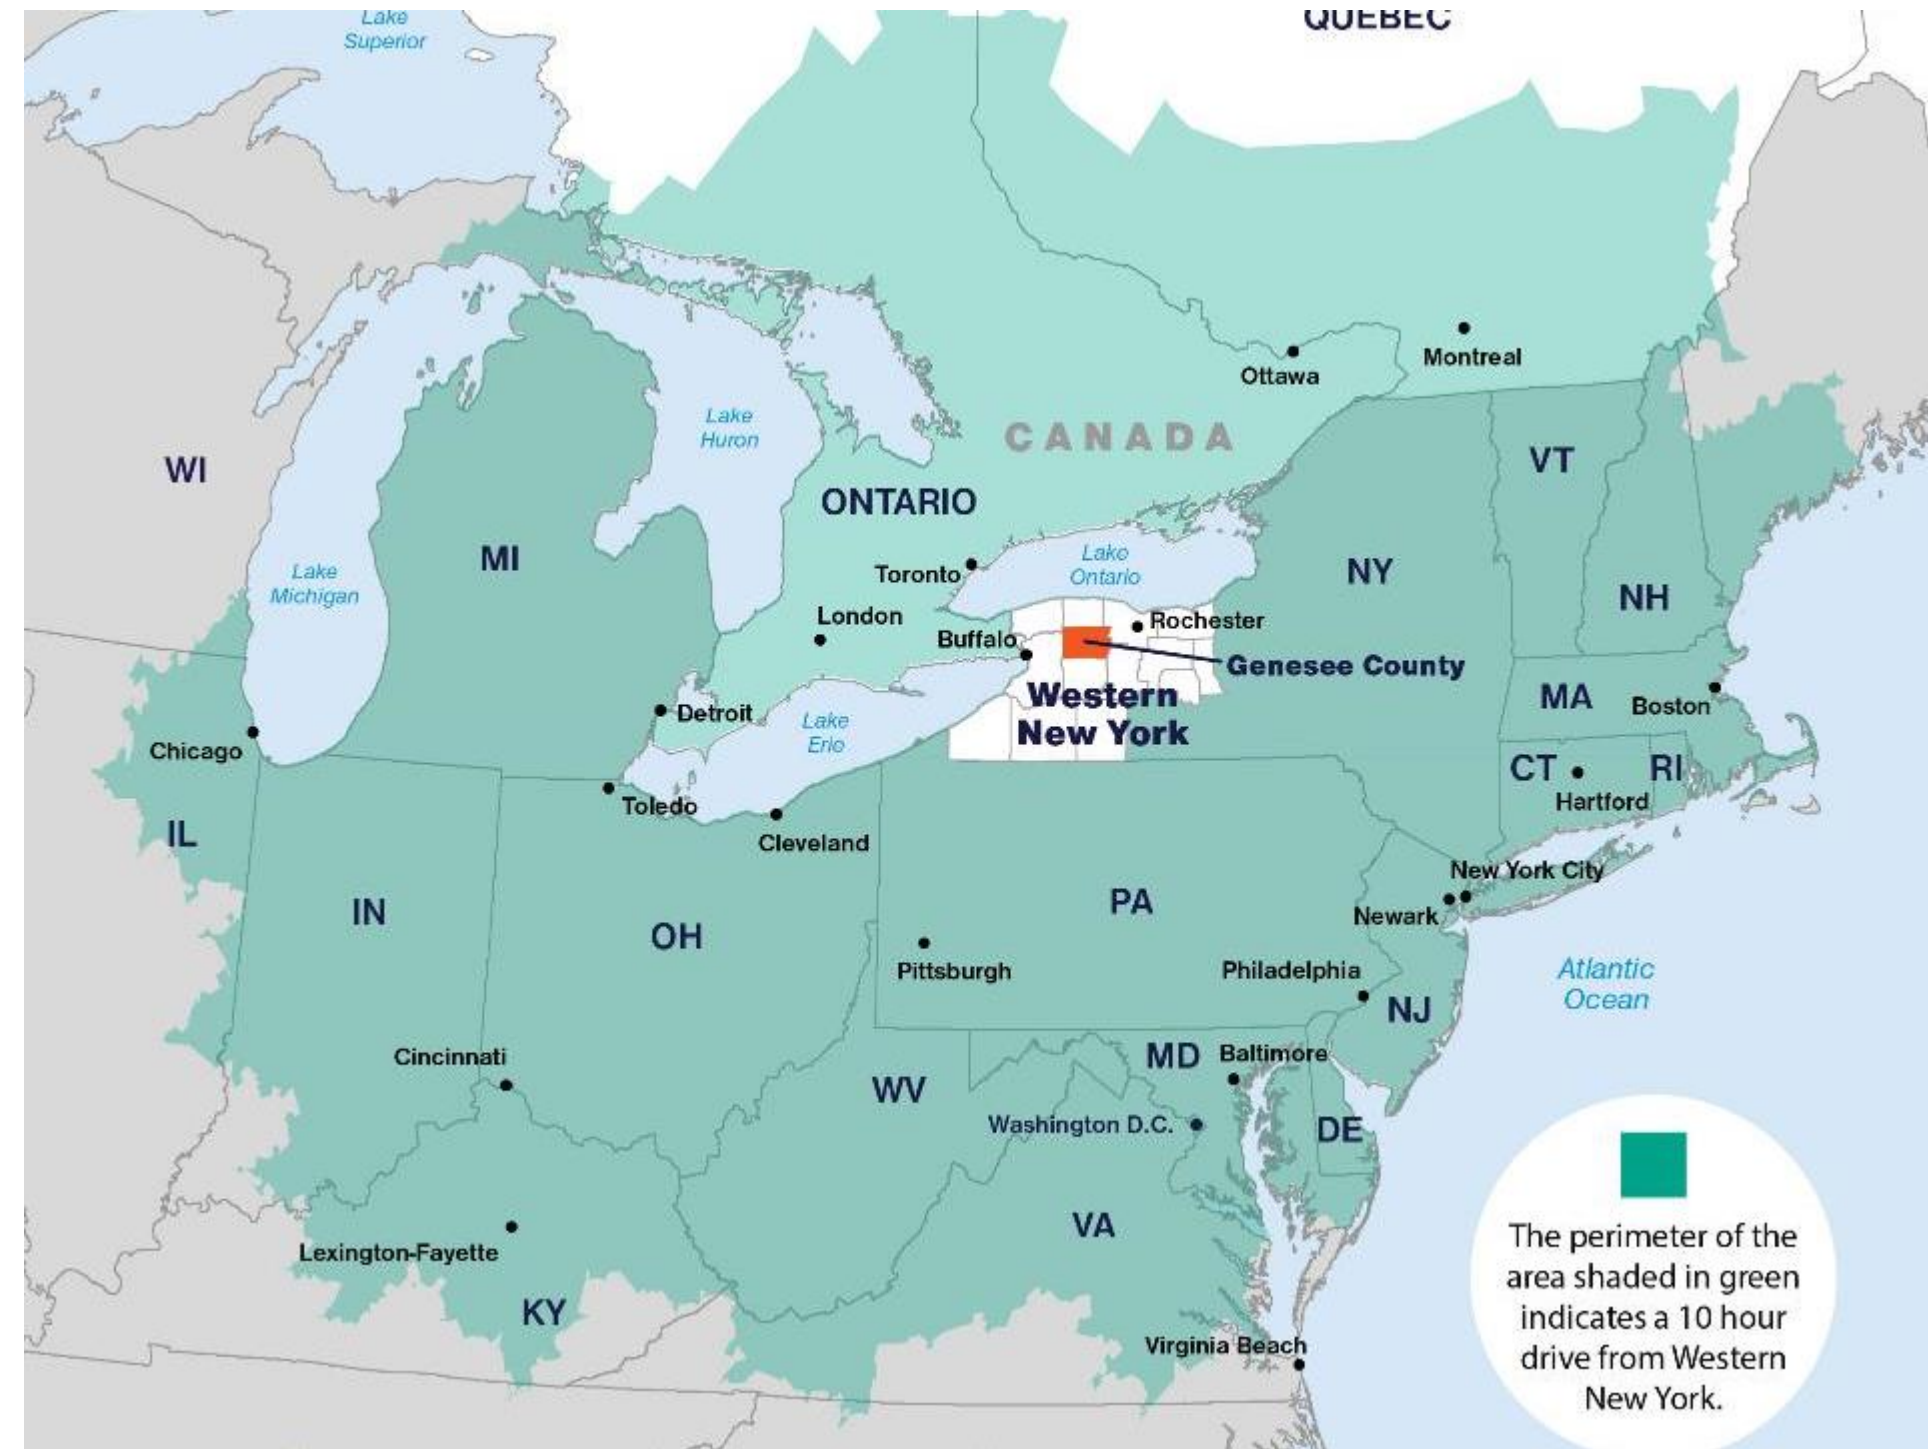 Lake
Superior
QUEBEC
Ottawa
Montreal
CANADA
Lake
Huron
WI
VT
ONTARIO
MI
Lake
Michigan
Toronto
Lake
Ontario
NY
NH
London
Buffalo
Rochester
Genesee County
Western
New York
MA
Boston
Detroit
Lake
Erie
Chicago
CT
RI
Hartford
Toledo
IL
Cleveland
New York City
IN
OH
PA
Newark
Pittsburgh
Philadelphia
Atlantic
Ocean
NJ
Cincinnati
MD
Baltimore
WV
Washington D.C.
DE
VA
Lexington-Fayette
KY
Virginia Beach
The perimeter of the
area shaded in green
indicates a 10 hour
drive from Western
New York.